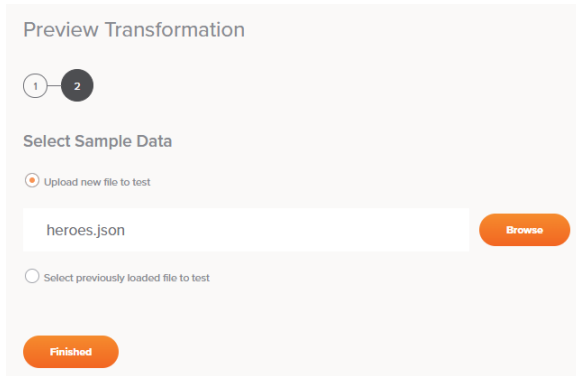 Preview Transformation
1 2
Select Sample Data
Upload new file to test
heroes.json
Browse
Select previously loaded file to test
Finished